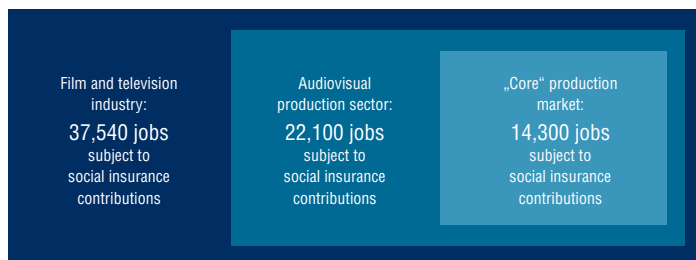 Film and television
industry:
37,540 jobs
subject to
social insurance
contributions
Audiovisual
production sector:
22,100 jobs
subject to
social insurance
contributions
„Core“ production
market:
14,300 jobs
subject to
social insurance
contributions